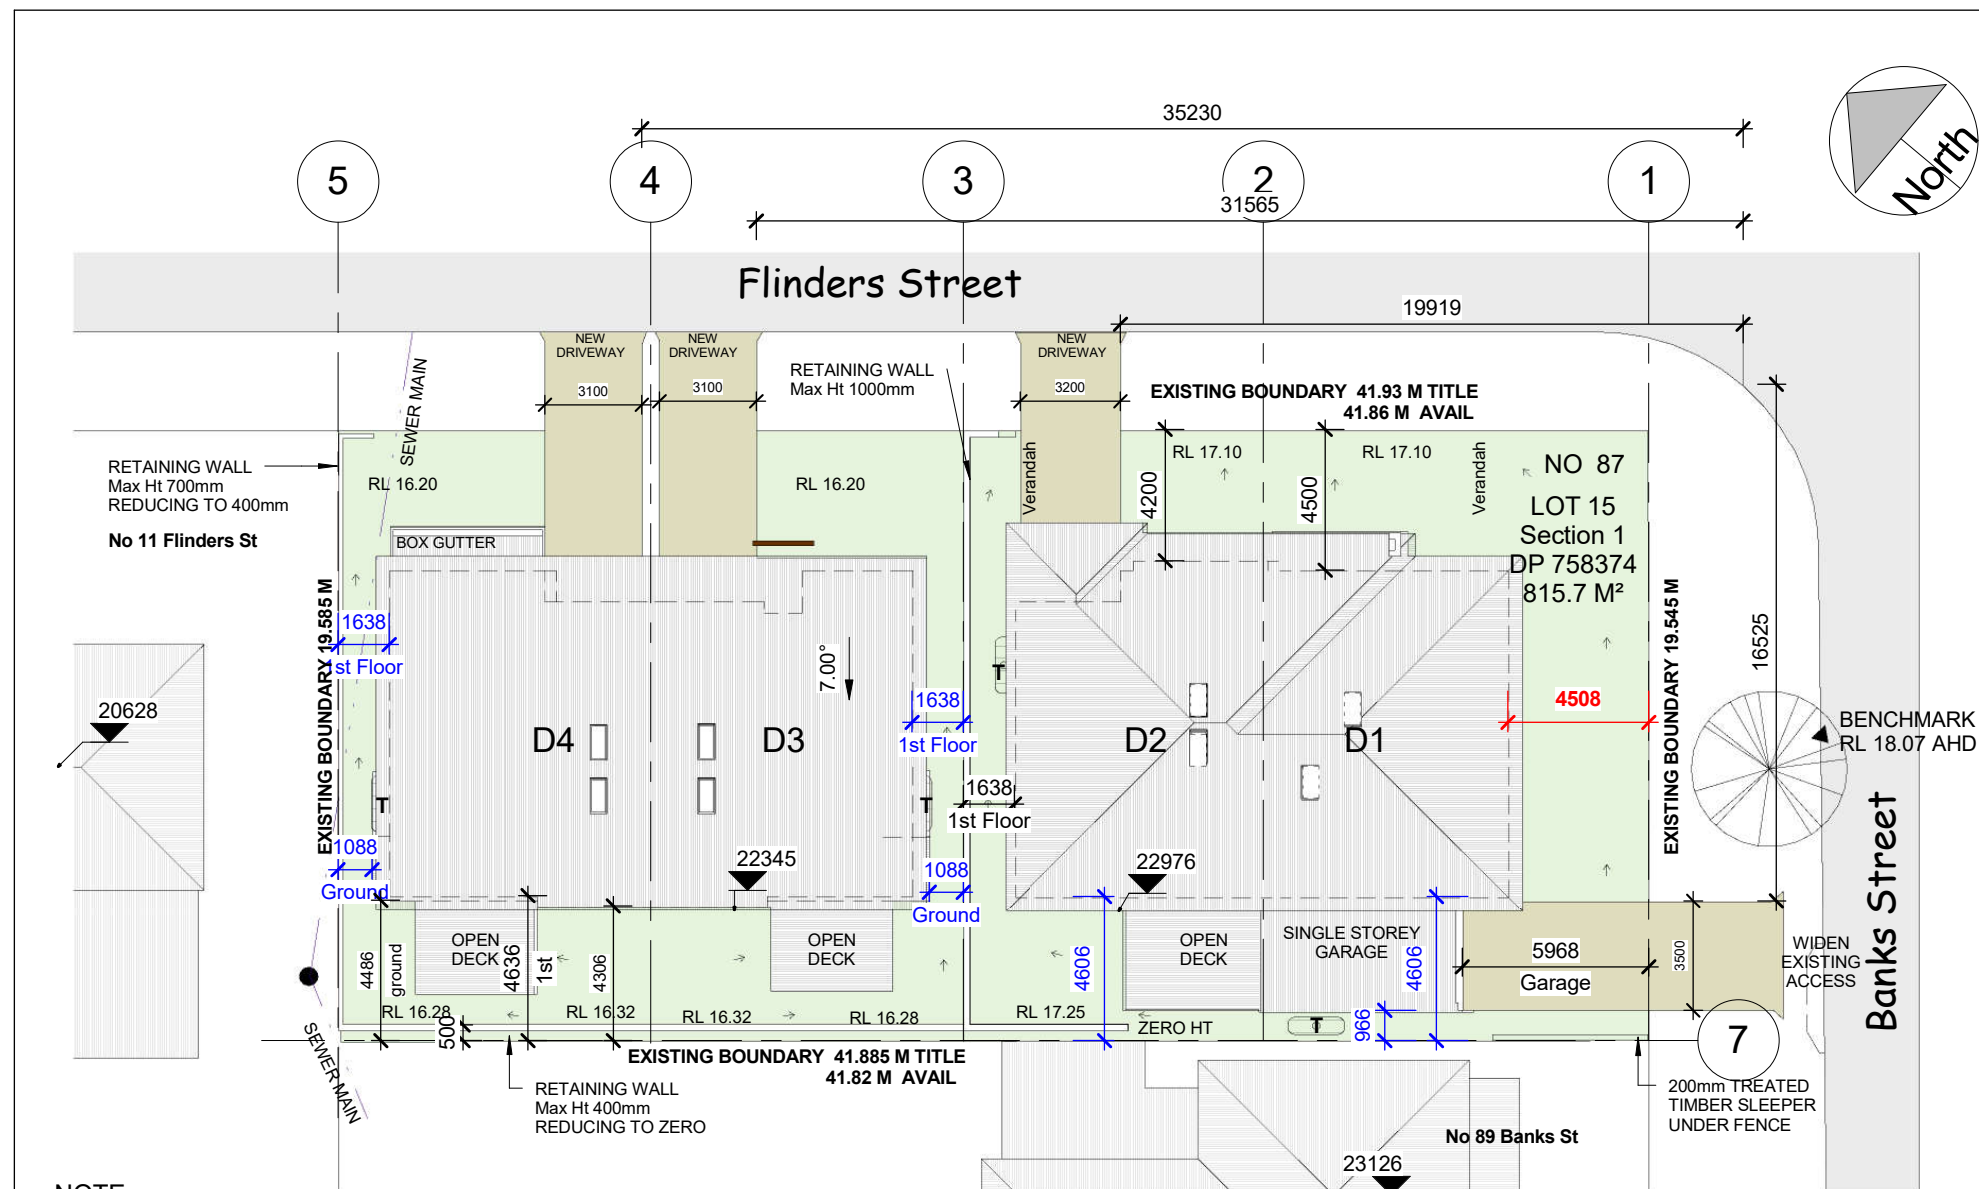 35230
5
4
3
2
1
North
31565
Flinders Street
19919
NEW
DRIVEWAY
NEW
DRIVEWAY
NEW
DRIVEWAY
3100
3100
3200
SEWER MAIN
RETAINING WALL
Max Ht 1000mm
EXISTING BOUNDARY 41.93 M TITLE
41.86 M AVAIL
RETAINING WALL
Max Ht 700mm
REDUCING TO 400mm
No 11 Flinders St
RL 16.20
RL 16.20
Verandah
RL 17.10
RL 17.10
Verandah
4200
4500
NO 87
LOT 15
Section 1
DP 758374
815.7 M²
BOX GUTTER
EXISTING BOUNDARY 19.585 M
1638
1st Floor
7.00°
1638
1st Floor
T
4508
EXISTING BOUNDARY 19.545 M
16525
20628
D4
D3
D2
D1
BENCHMARK
RL 18.07 AHD
T
T
1638
1st Floor
1088
Ground
22345
1088
Ground
22976
Banks Street
4486
ground
OPEN
DECK
4636
1st
4306
OPEN
DECK
4606
OPEN
DECK
SINGLE STOREY
GARAGE
4606
5968
Garage
3500
WIDEN
EXISTING
ACCESS
RL 16.28
500
RL 16.32
RL 16.32
RL 16.28
RL 17.25
ZERO HT
T
966
7
SEWER MAIN
EXISTING BOUNDARY 41.885 M TITLE
41.82 M AVAIL
RETAINING WALL
Max Ht 400mm
REDUCING TO ZERO
200mm TREATED
TIMBER SLEEPER
UNDER FENCE
No 89 Banks St
23126
NOTE